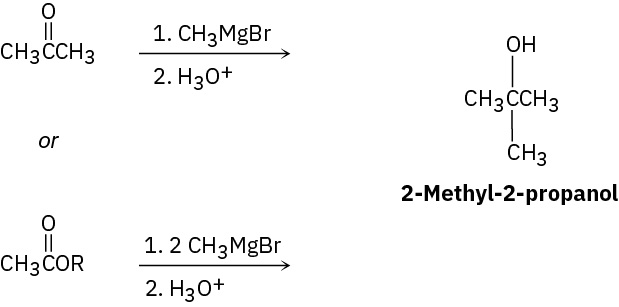 O
CH₃CCH₃
1. CH₃MgBr
2. H₃O⁺
OH
CH₃CCH₃
CH₃
2-Methyl-2-propanol
or
O
CH₃COR
1. 2 CH₃MgBr
2. H₃O⁺